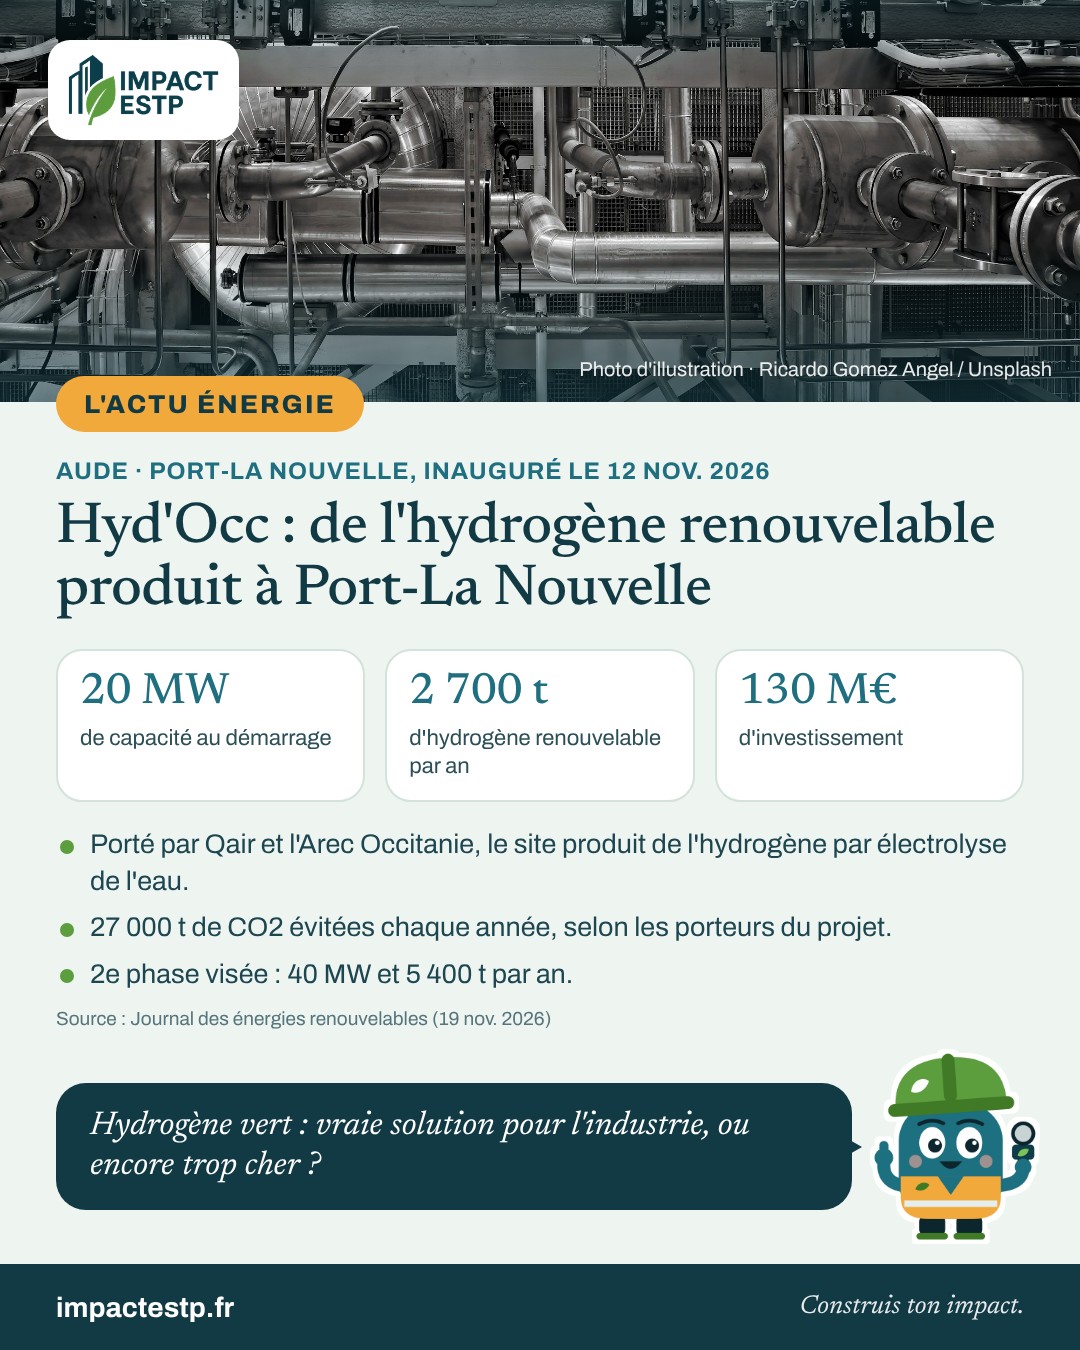 IMPACT
ESTP
Photo d'illustration · Ricardo Gomez Angel / Unsplash
L'ACTU ÉNERGIE
AUDE · PORT-LA NOUVELLE, INAUGURÉ LE 12 NOV. 2026
Hyd'Occ : de l'hydrogène renouvelable
produit à Port-La Nouvelle
20 MW
de capacité au démarrage
2 700 t
d'hydrogène renouvelable
par an
130 M€
d'investissement
Porté par Qair et l'Arec Occitanie, le site produit de l'hydrogène par électrolyse
de l'eau.
27 000 t de CO2 évitées chaque année, selon les porteurs du projet.
2e phase visée : 40 MW et 5 400 t par an.
Source : Journal des énergies renouvelables (19 nov. 2026)
Hydrogène vert : vraie solution pour l'industrie, ou
encore trop cher ?
impactestp.fr
Construis ton impact.